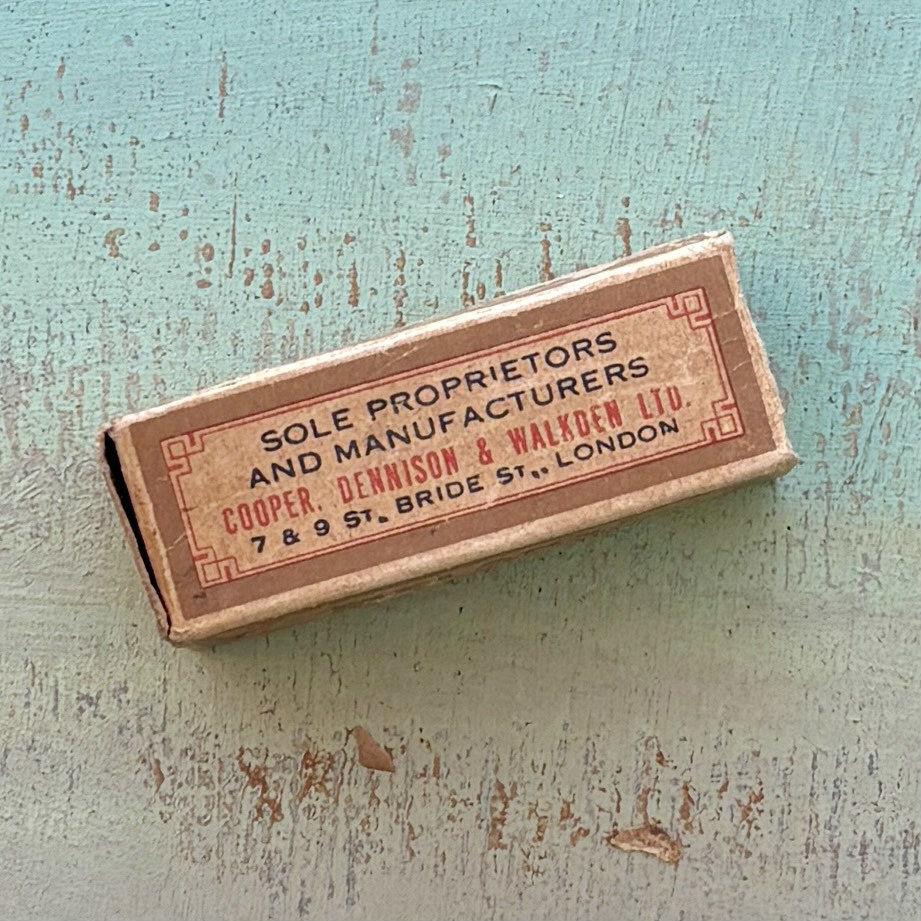 SOLE PROPRIETORS
AND MANUFACTURERS
COOPER, DENNISON & WALKDEN LTD.
7 & 9 ST. BRIDE ST., LONDON